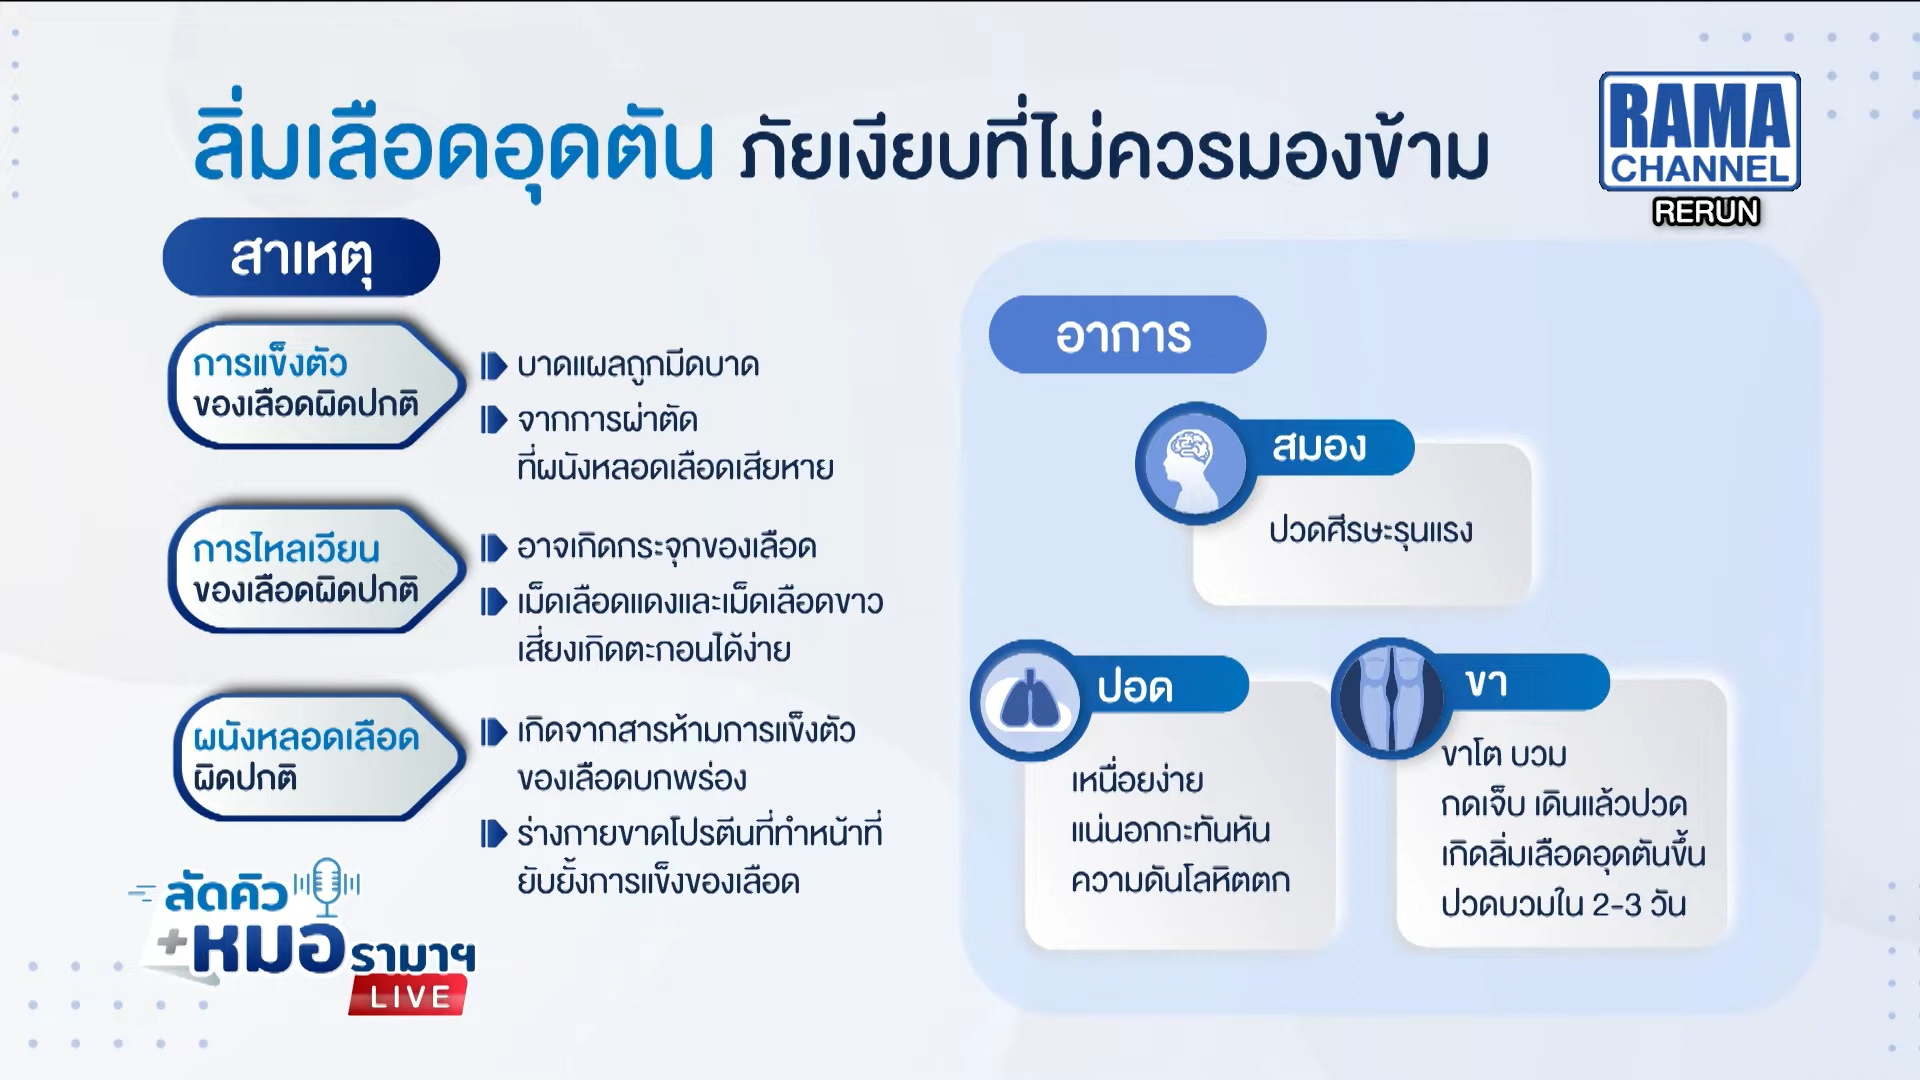 ลิ่มเลือดอุดตัน ภัยเงียบที่ไม่ควรมองข้าม
RAMA
CHANNEL
RERUN
สาเหตุ
การแข็งตัว
ของเลือดผิดปกติ
บาดแผลถูกมีดบาด
จากการผ่าตัด
ที่ผนังหลอดเลือดเสียหาย
การไหลเวียน
ของเลือดผิดปกติ
อาจเกิดกระจุกของเลือด
เม็ดเลือดแดงและเม็ดเลือดขาว
เสี่ยงเกิดตะกอนได้ง่าย
ผนังหลอดเลือด
ผิดปกติ
เกิดจากสารห้ามการแข็งตัว
ของเลือดบกพร่อง
ร่างกายขาดโปรตีนที่ทำหน้าที่
ยับยั้งการแข็งของเลือด
อาการ
สมอง
ปวดศีรษะรุนแรง
ปอด
เหนื่อยง่าย
แน่นอกกะทันหัน
ความดันโลหิตตก
ขา
ขาโต บวม
กดเจ็บ เดินแล้วปวด
เกิดลิ่มเลือดอุดตันขึ้น
ปวดบวมใน 2-3 วัน
ลัดคิว
หมอรามาฯ
LIVE